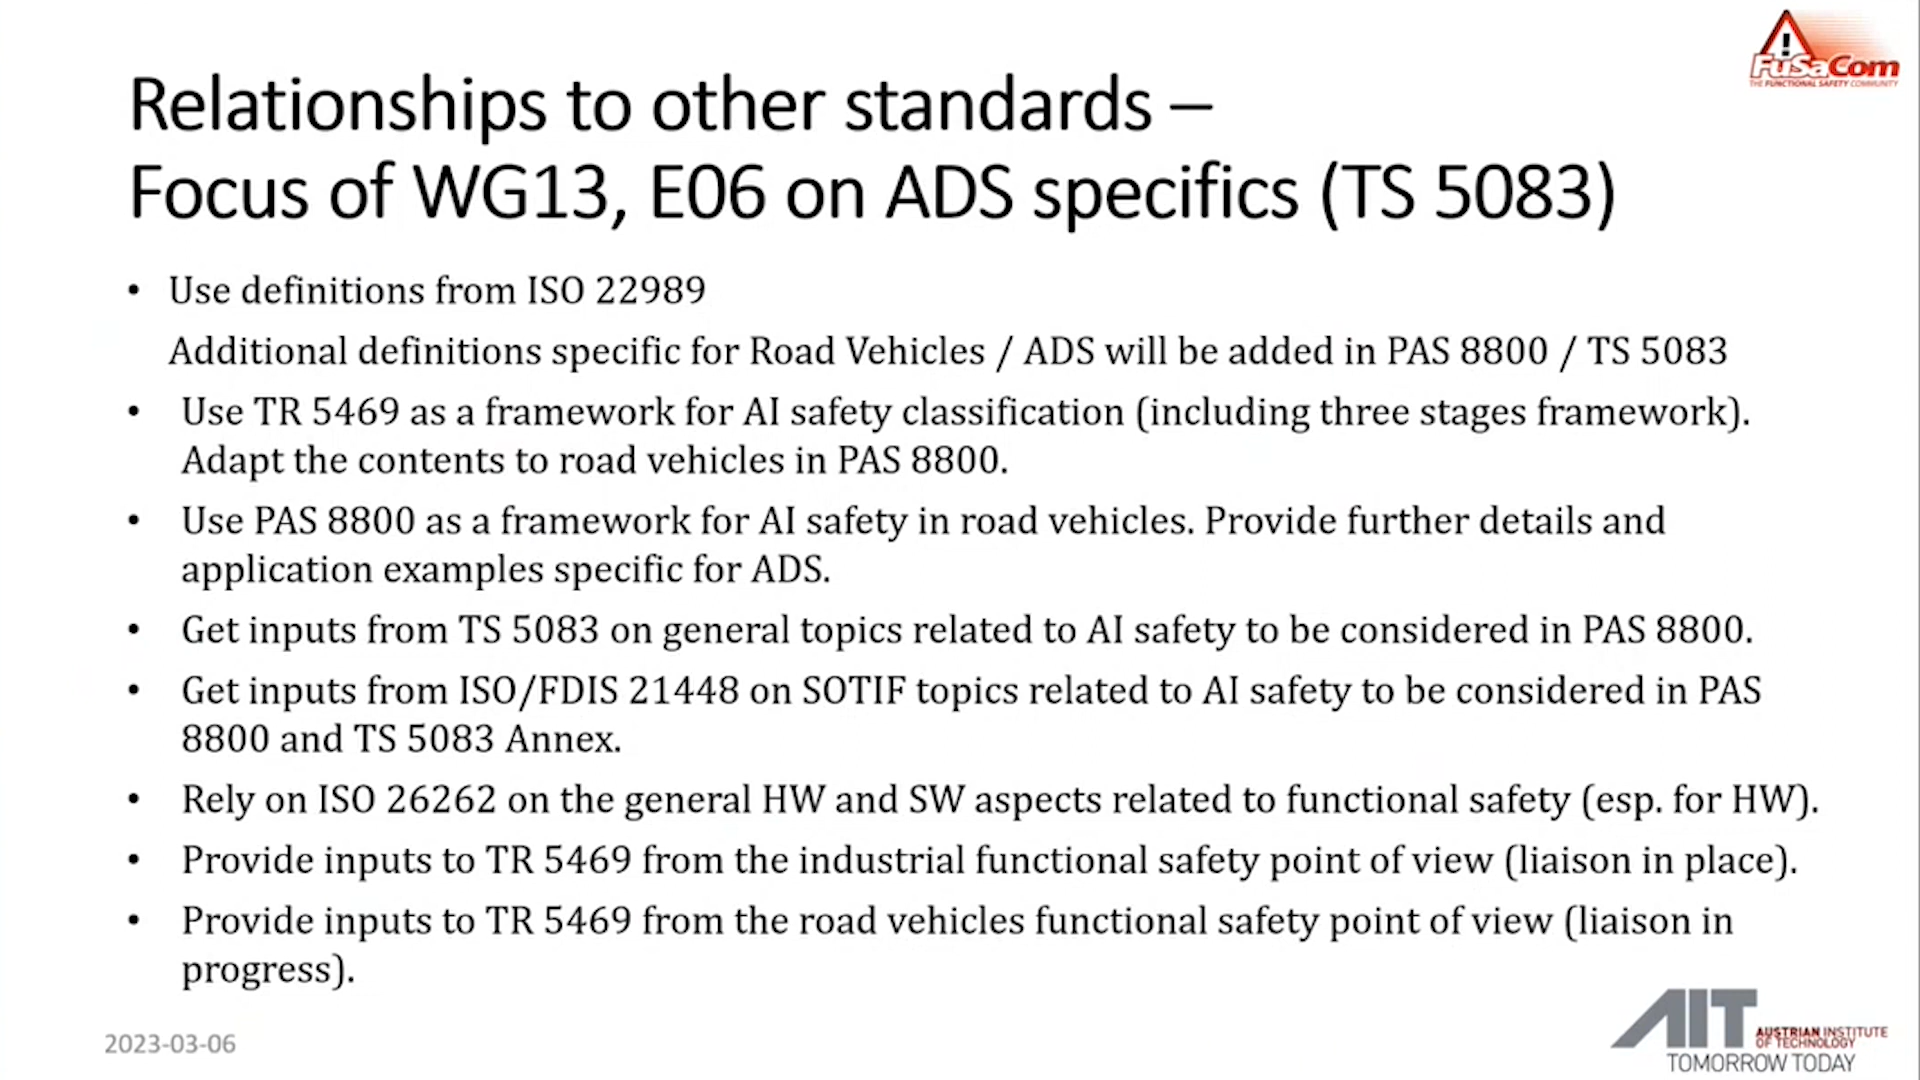 FuSaCom
THE FUNCTIONAL SAFETY COMMUNITY
Relationships to other standards –
Focus of WG13, E06 on ADS specifics (TS 5083)
• Use definitions from ISO 22989
Additional definitions specific for Road Vehicles / ADS will be added in PAS 8800 / TS 5083
• Use TR 5469 as a framework for AI safety classification (including three stages framework).
Adapt the contents to road vehicles in PAS 8800.
• Use PAS 8800 as a framework for AI safety in road vehicles. Provide further details and
application examples specific for ADS.
• Get inputs from TS 5083 on general topics related to AI safety to be considered in PAS 8800.
• Get inputs from ISO/FDIS 21448 on SOTIF topics related to AI safety to be considered in PAS
8800 and TS 5083 Annex.
• Rely on ISO 26262 on the general HW and SW aspects related to functional safety (esp. for HW).
• Provide inputs to TR 5469 from the industrial functional safety point of view (liaison in place).
• Provide inputs to TR 5469 from the road vehicles functional safety point of view (liaison in
progress).
2023-03-06
AIT
AUSTRIAN INSTITUTE
OF TECHNOLOGY
TOMORROW TODAY